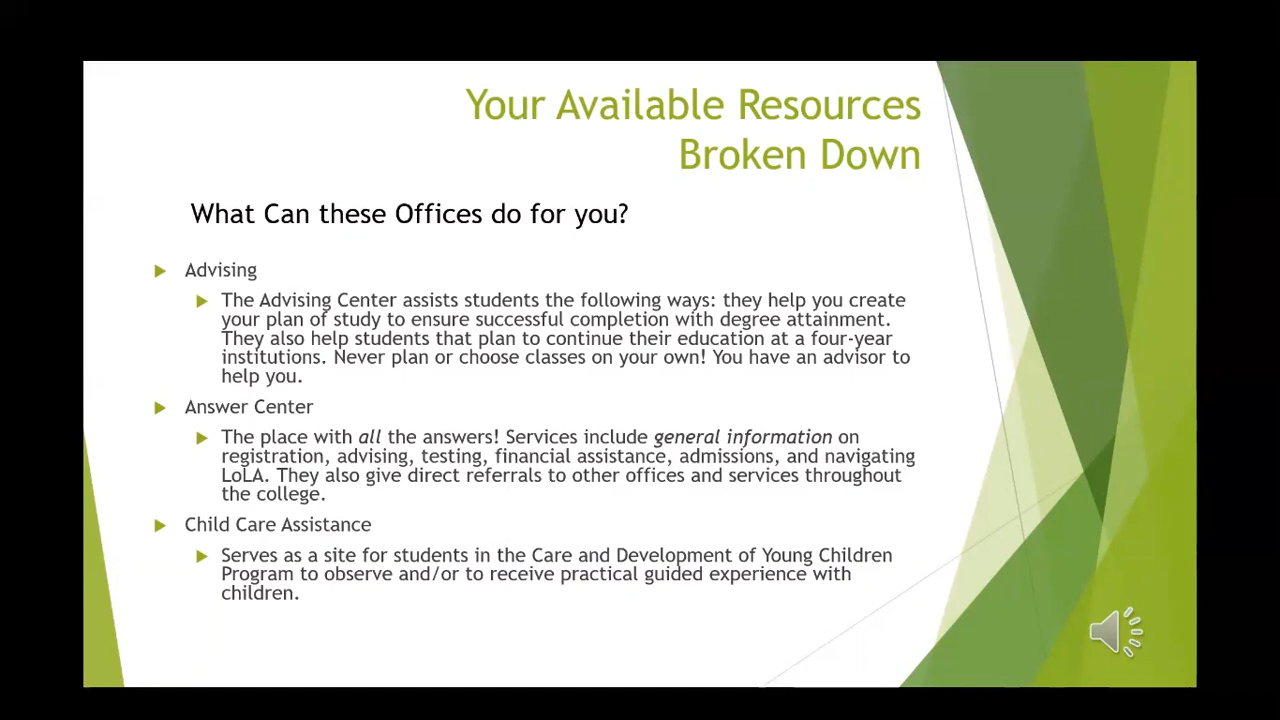 Your Available Resources
Broken Down
What Can these Offices do for you?
Advising
The Advising Center assists students the following ways: they help you create
your plan of study to ensure successful completion with degree attainment.
They also help students that plan to continue their education at a four-year
institutions. Never plan or choose classes on your own! You have an advisor to
help you.
Answer Center
The place with all the answers! Services include general information on
registration, advising, testing, financial assistance, admissions, and navigating
LoLA. They also give direct referrals to other offices and services throughout
the college.
Child Care Assistance
Serves as a site for students in the Care and Development of Young Children
Program to observe and/or to receive practical guided experience with
children.